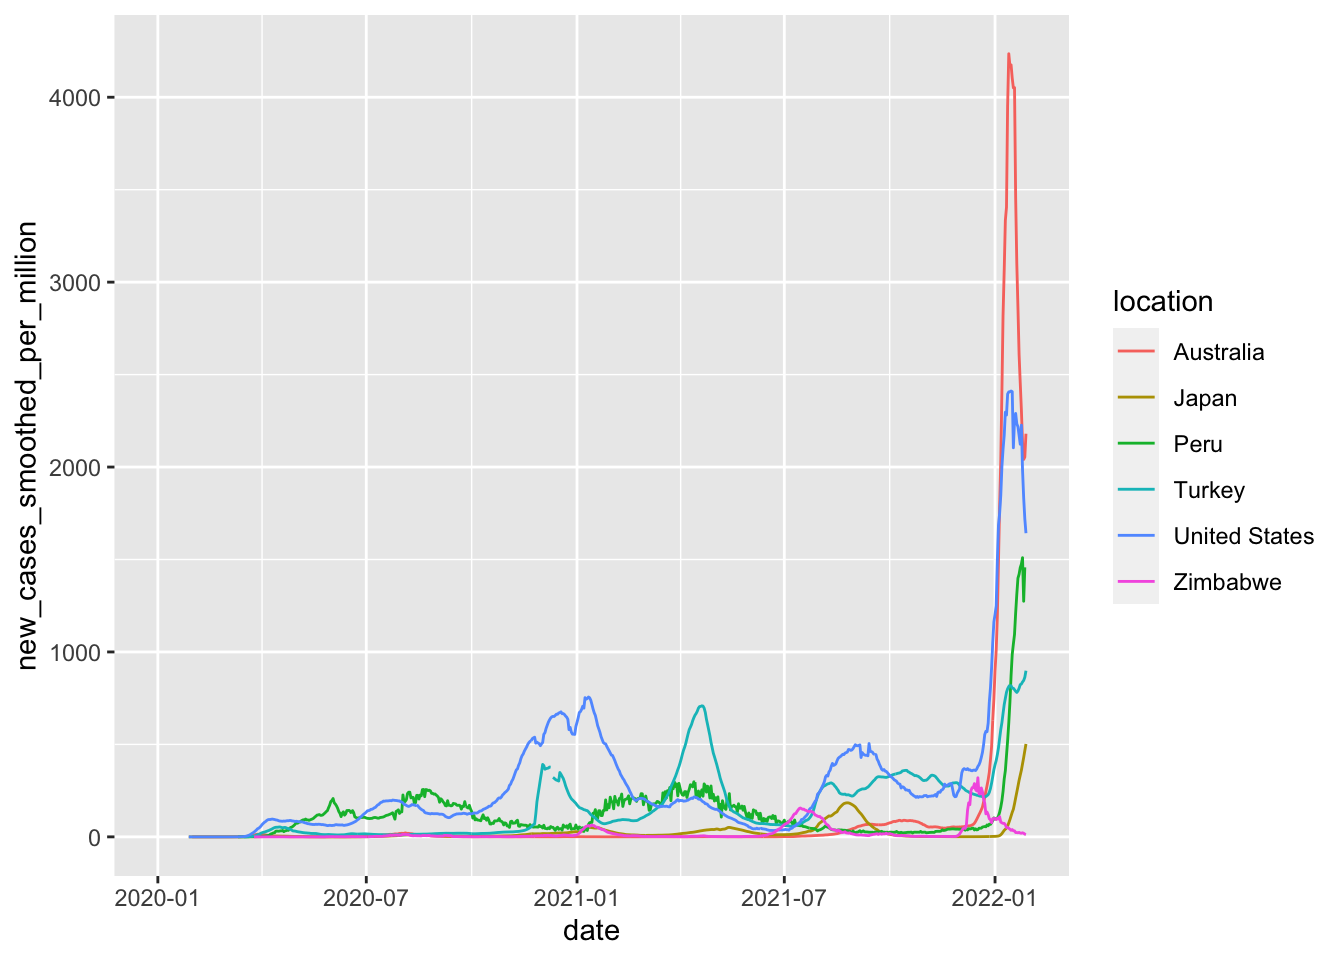 new_cases_smoothed_per_million
4000
3000
2000
1000
0
2020-01
2020-07
2021-01
2021-07
2022-01
date
location
Australia
Japan
Peru
Turkey
United States
Zimbabwe